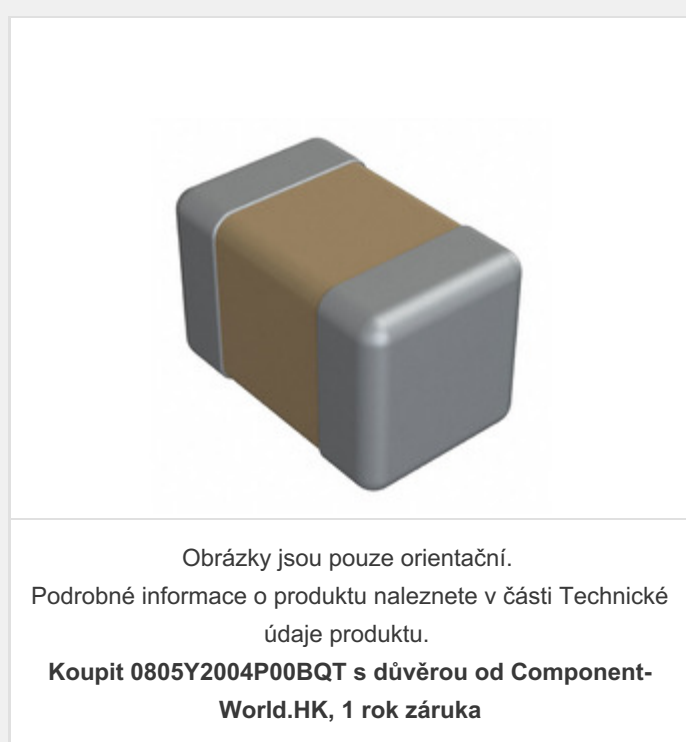 Obrázky jsou pouze orientační.
Podrobné informace o produktu naleznete v části Technické
údaje produktu.
Koupit 0805Y2004P00BQT s důvěrou od Component-
World.HK, 1 rok záruka